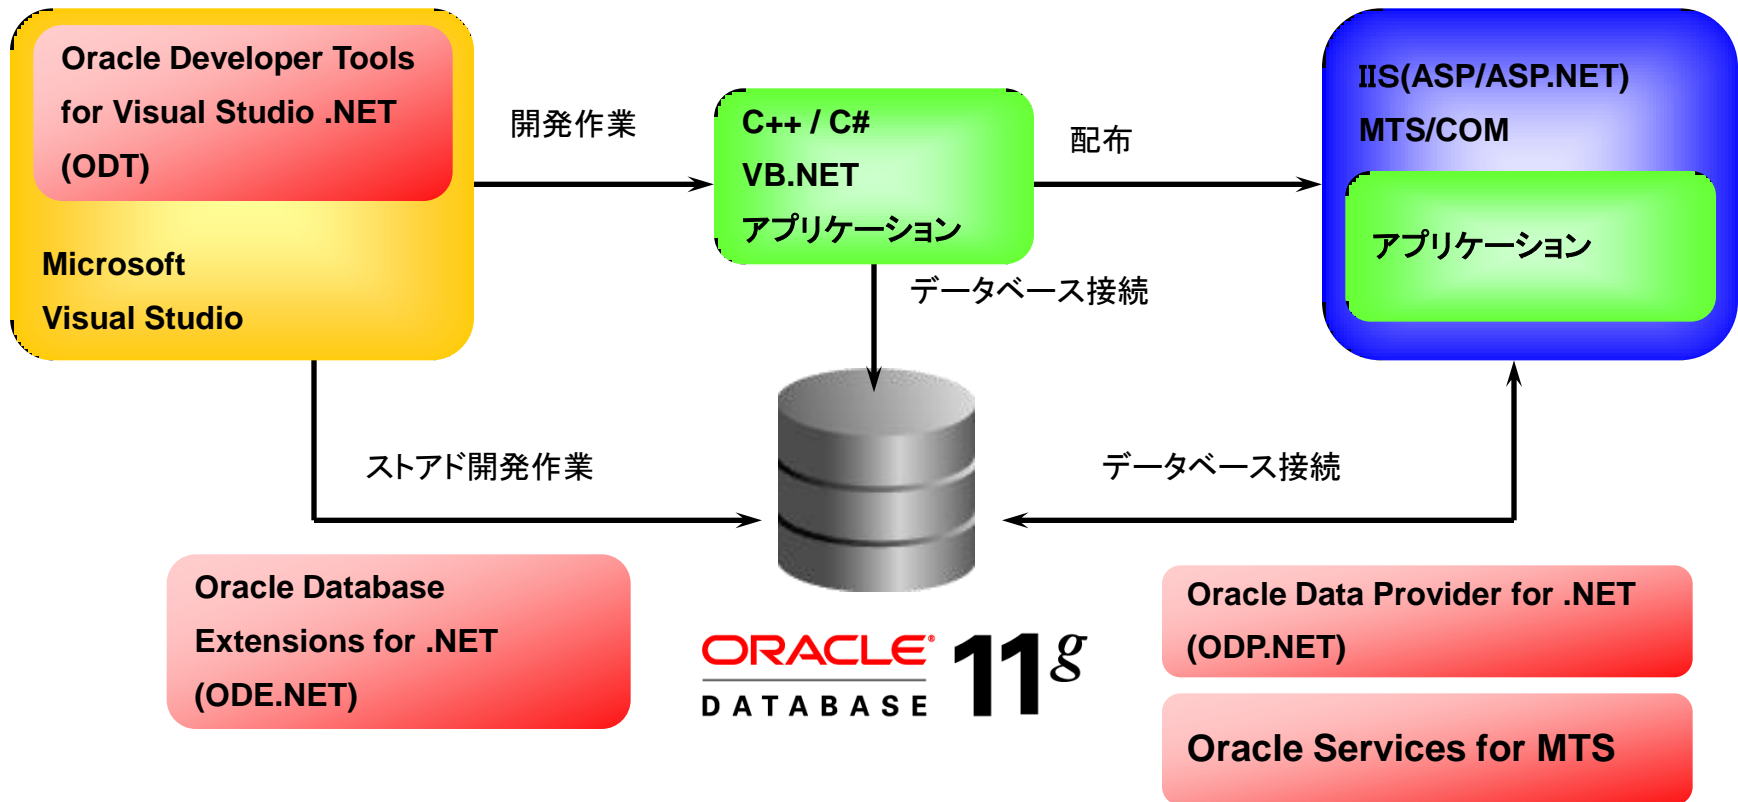 Oracle Developer Tools
for Visual Studio .NET
(ODT)
Microsoft
Visual Studio
開発作業
C++ / C#
VB.NET
アプリケーション
配布
IIS(ASP/ASP.NET)
MTS/COM
アプリケーション
データベース接続
ストアド開発作業
データベース接続
Oracle Database
Extensions for .NET
(ODE.NET)
ORACLE® 11g
DATABASE
Oracle Data Provider for .NET
(ODP.NET)
Oracle Services for MTS